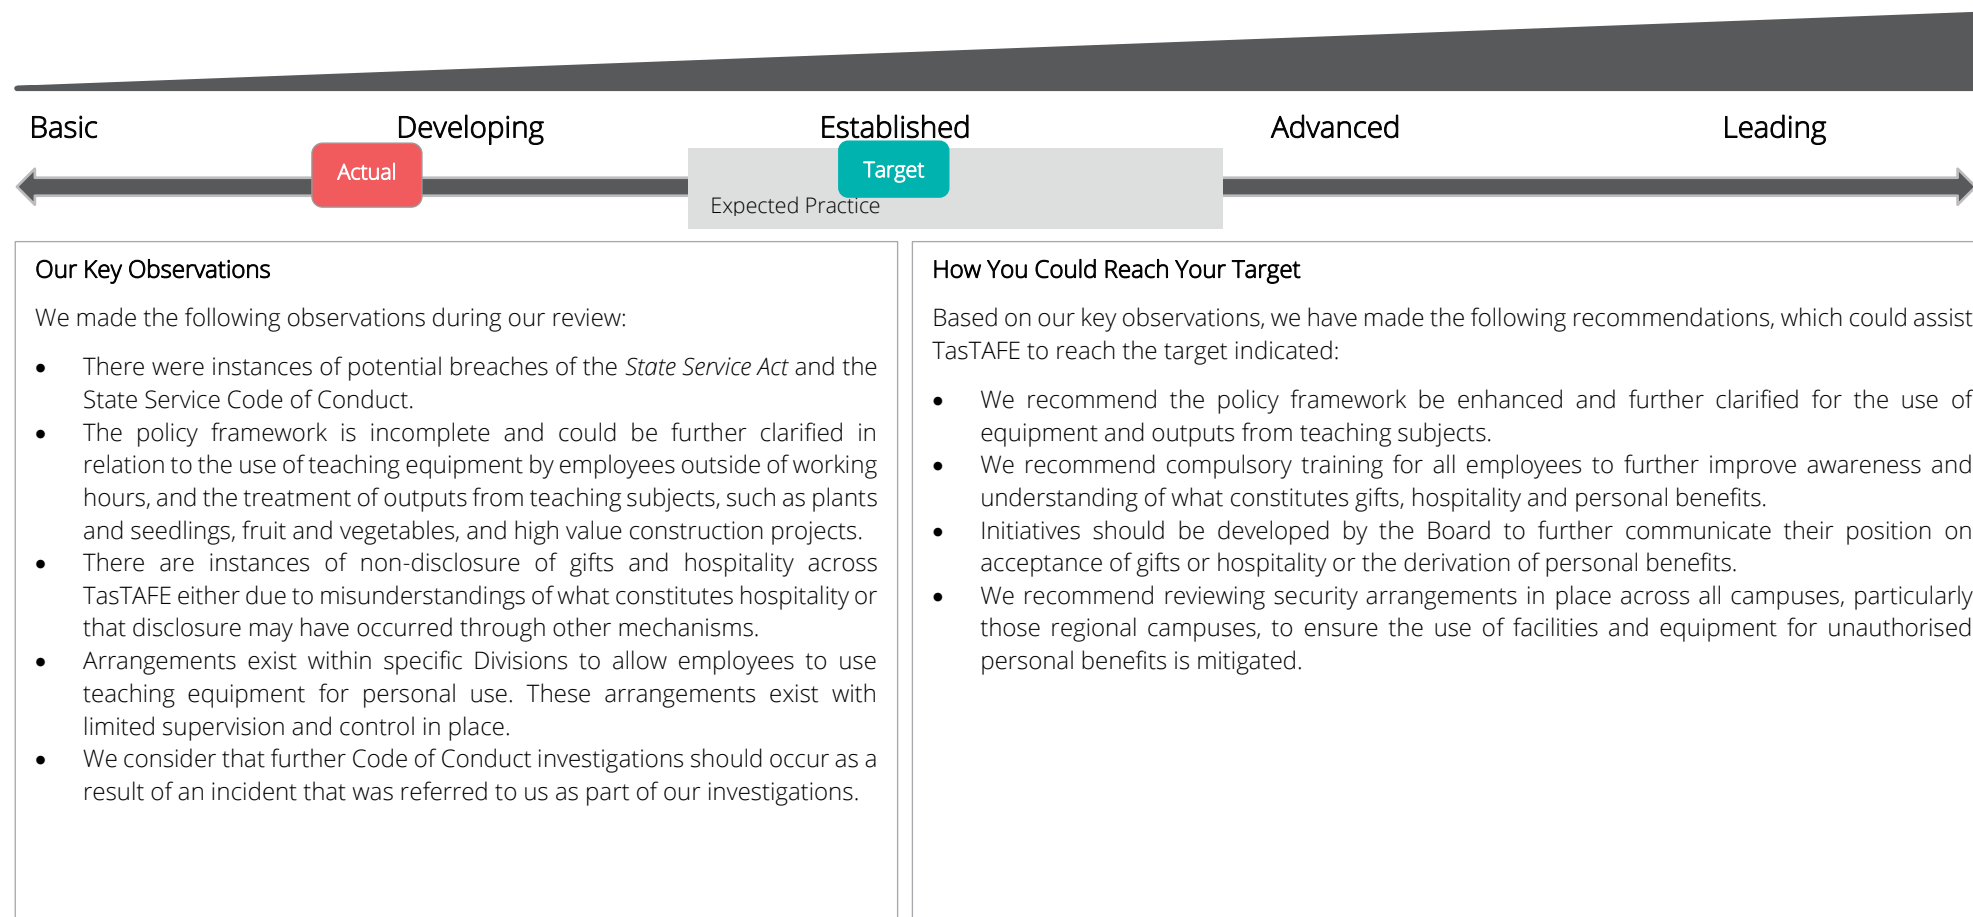 Basic Developing Established Advanced Leading
Actual
Target
Expected Practice
Our Key Observations
We made the following observations during our review:
• There were instances of potential breaches of the State Service Act and the
State Service Code of Conduct.
• The policy framework is incomplete and could be further clarified in
relation to the use of teaching equipment by employees outside of working
hours, and the treatment of outputs from teaching subjects, such as plants
and seedlings, fruit and vegetables, and high value construction projects.
• There are instances of non-disclosure of gifts and hospitality across
TasTAFE either due to misunderstandings of what constitutes hospitality or
that disclosure may have occurred through other mechanisms.
• Arrangements exist within specific Divisions to allow employees to use
teaching equipment for personal use. These arrangements exist with
limited supervision and control in place.
• We consider that further Code of Conduct investigations should occur as a
result of an incident that was referred to us as part of our investigations.
How You Could Reach Your Target
Based on our key observations, we have made the following recommendations, which could assist
TasTAFE to reach the target indicated:
• We recommend the policy framework be enhanced and further clarified for the use of
equipment and outputs from teaching subjects.
• We recommend compulsory training for all employees to further improve awareness and
understanding of what constitutes gifts, hospitality and personal benefits.
• Initiatives should be developed by the Board to further communicate their position on
acceptance of gifts or hospitality or the derivation of personal benefits.
• We recommend reviewing security arrangements in place across all campuses, particularly
those regional campuses, to ensure the use of facilities and equipment for unauthorised
personal benefits is mitigated.